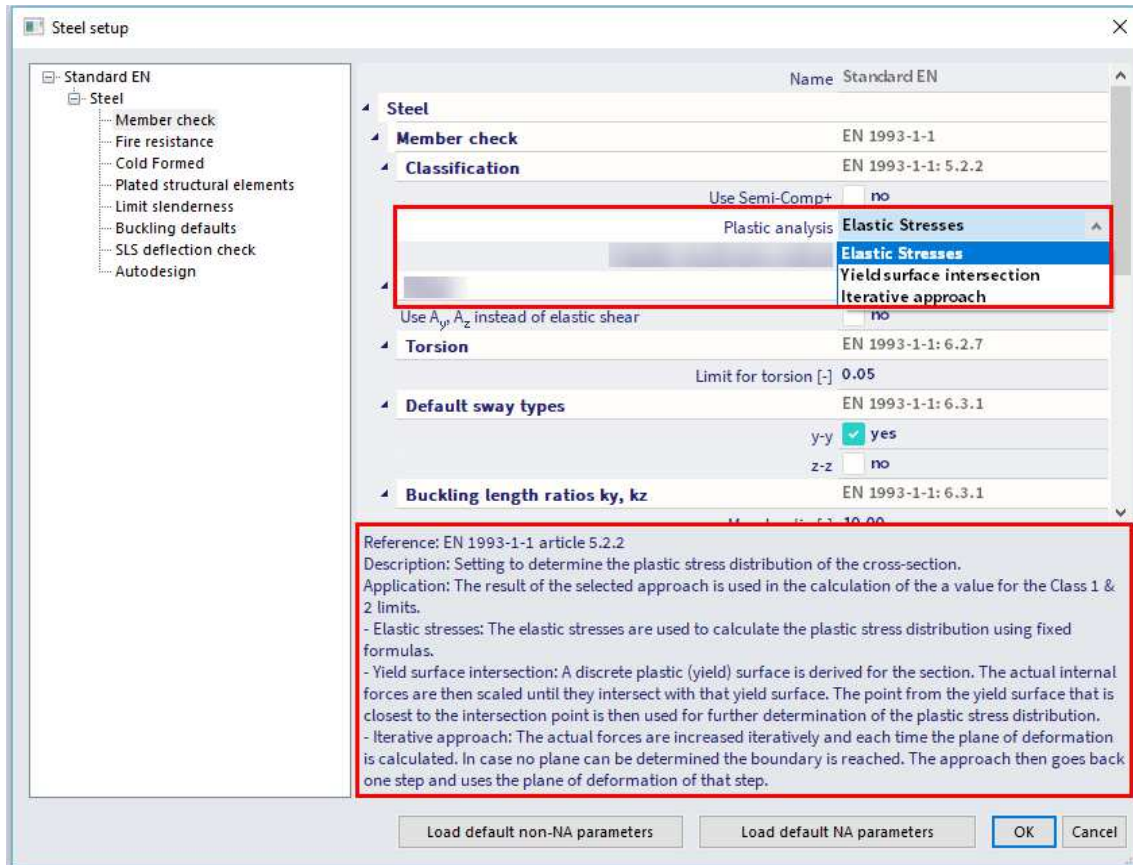 Steel setup
Standard EN
Steel
Member check
Fire resistance
Cold Formed
Plated structural elements
Limit slenderness
Buckling defaults
SLS deflection check
Autodesign
Name Standard EN
Steel
Member check EN 1993-1-1
Classification EN 1993-1-1: 5.2.2
Use Semi-Comp+ no
Plastic analysis Elastic Stresses
Elastic Stresses
Yield surface intersection
Iterative approach
Use Ay, Az instead of elastic shear no
Torsion EN 1993-1-1: 6.2.7
Limit for torsion [-] 0.05
Default sway types EN 1993-1-1: 6.3.1
y-y yes
z-z no
Buckling length ratios ky, kz EN 1993-1-1: 6.3.1
10.00
Reference: EN 1993-1-1 article 5.2.2
Description: Setting to determine the plastic stress distribution of the cross-section.
Application: The result of the selected approach is used in the calculation of the a value for the Class 1 &
2 limits.
- Elastic stresses: The elastic stresses are used to calculate the plastic stress distribution using fixed
formulas.
- Yield surface intersection: A discrete plastic (yield) surface is derived for the section. The actual internal
forces are then scaled until they intersect with that yield surface. The point from the yield surface that is
closest to the intersection point is then used for further determination of the plastic stress distribution.
- Iterative approach: The actual forces are increased iteratively and each time the plane of deformation
is calculated. In case no plane can be determined the boundary is reached. The approach then goes back
one step and uses the plane of deformation of that step.
Load default non-NA parameters
Load default NA parameters
OK
Cancel